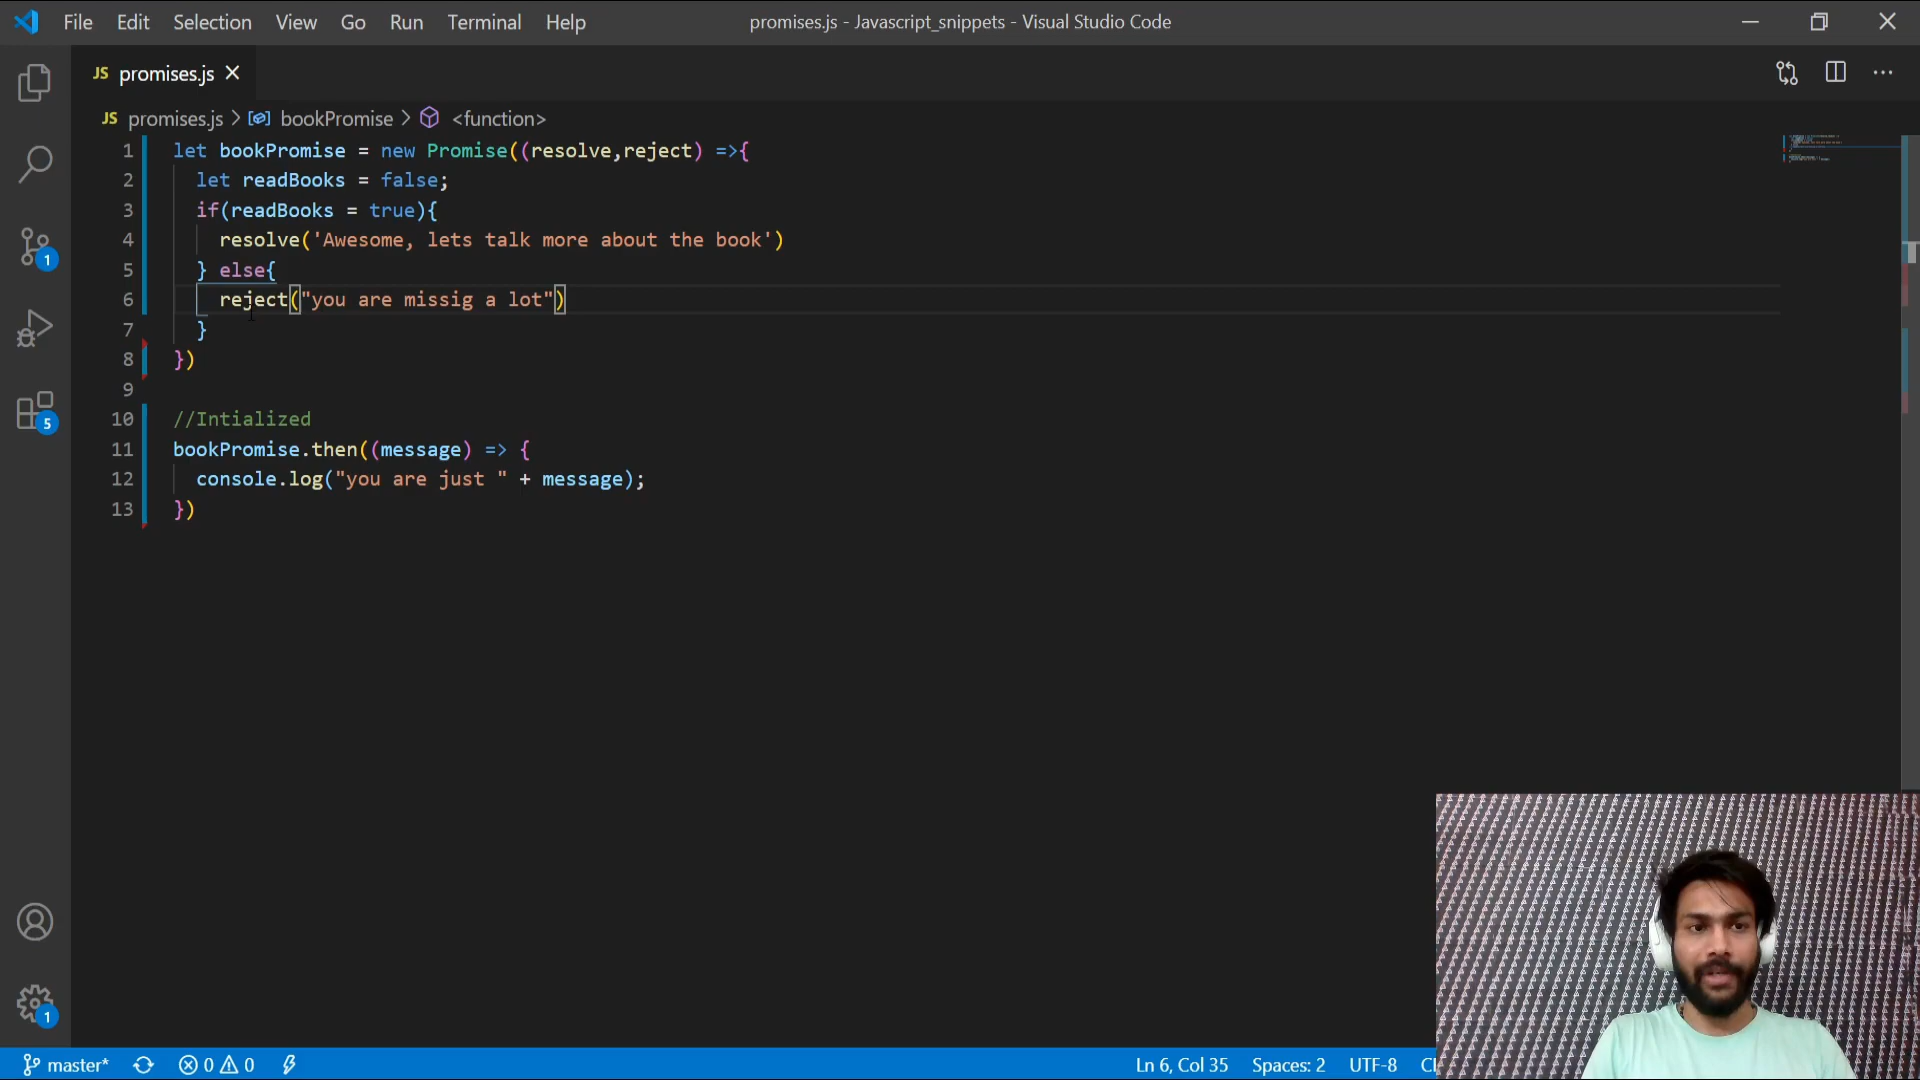 File Edit Selection View Go Run Terminal Help promises.js - Javascript_snippets - Visual Studio Code
JS promises.js
JS promises.js > bookPromise > <function>
1 let bookPromise = new Promise((resolve,reject) =>{
2 let readBooks = false;
3 if(readBooks = true){
4 resolve('Awesome, lets talk more about the book')
5 } else{
6 reject("you are missig a lot")
7 }
8 })
9
10 //Intialized
11 bookPromise.then((message) => {
12 console.log("you are just " + message);
13 })
1
5
1
master* 0 0 Ln 6, Col 35 Spaces: 2 UTF-8